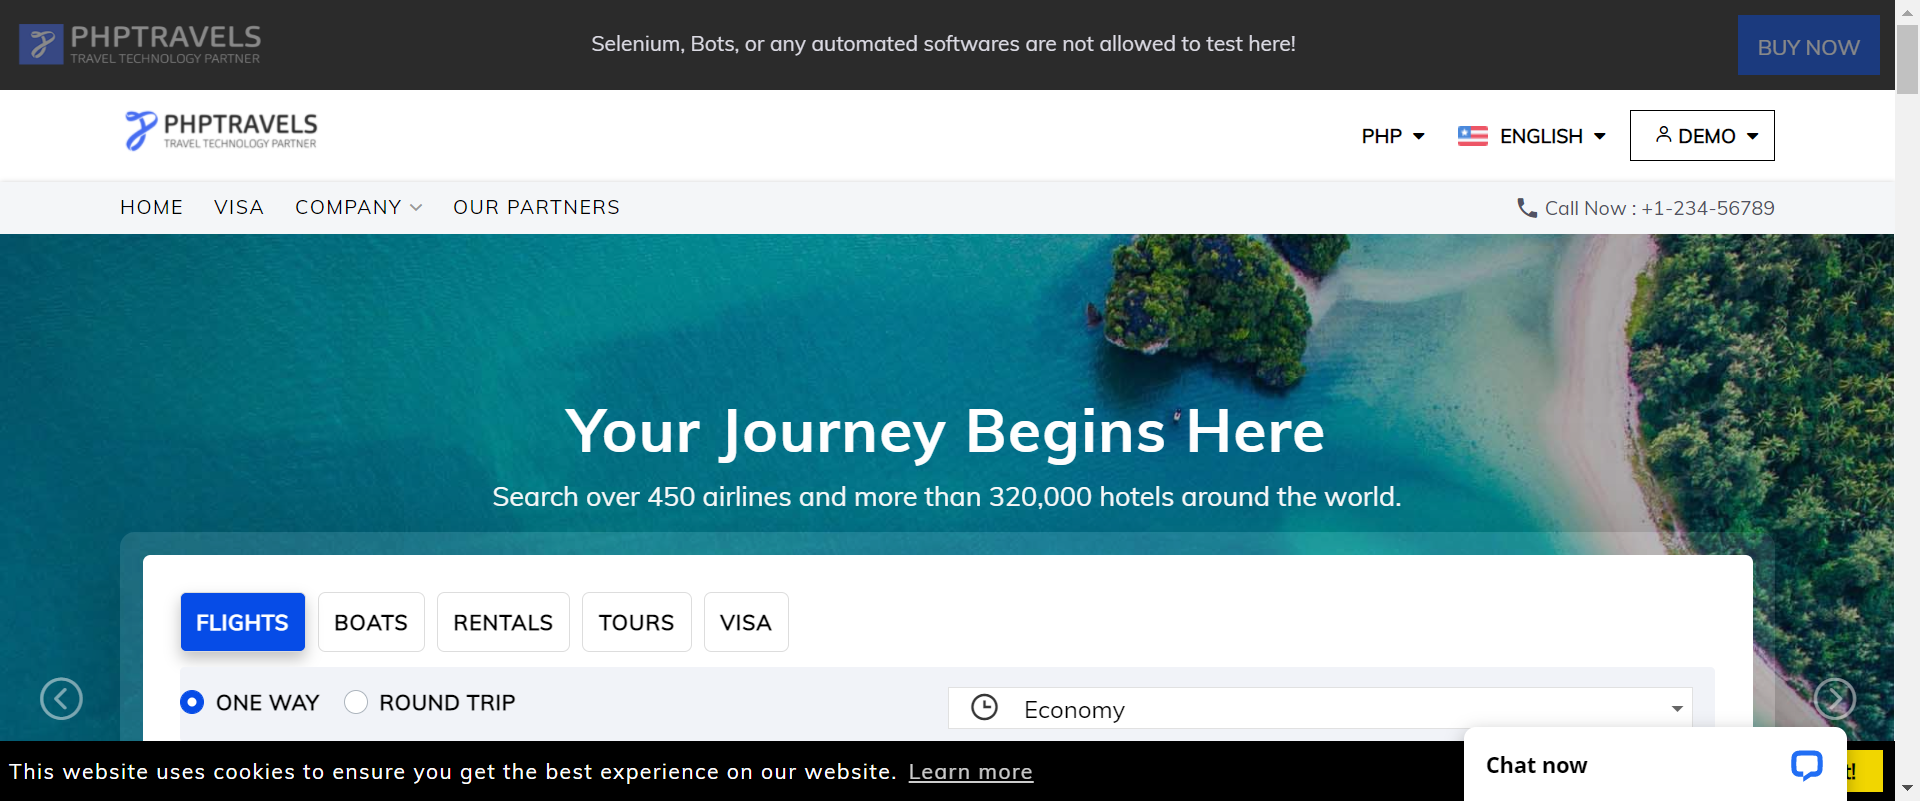 PHPTRAVELS
TRAVEL TECHNOLOGY PARTNER
Selenium, Bots, or any automated softwares are not allowed to test here!
BUY NOW
PHPTRAVELS
TRAVEL TECHNOLOGY PARTNER
PHP
ENGLISH
DEMO
HOME VISA COMPANY OUR PARTNERS
Call Now : +1-234-56789
Your Journey Begins Here
Search over 450 airlines and more than 320,000 hotels around the world.
FLIGHTS BOATS RENTALS TOURS VISA
ONE WAY ROUND TRIP
Economy
This website uses cookies to ensure you get the best experience on our website. Learn more
Chat now